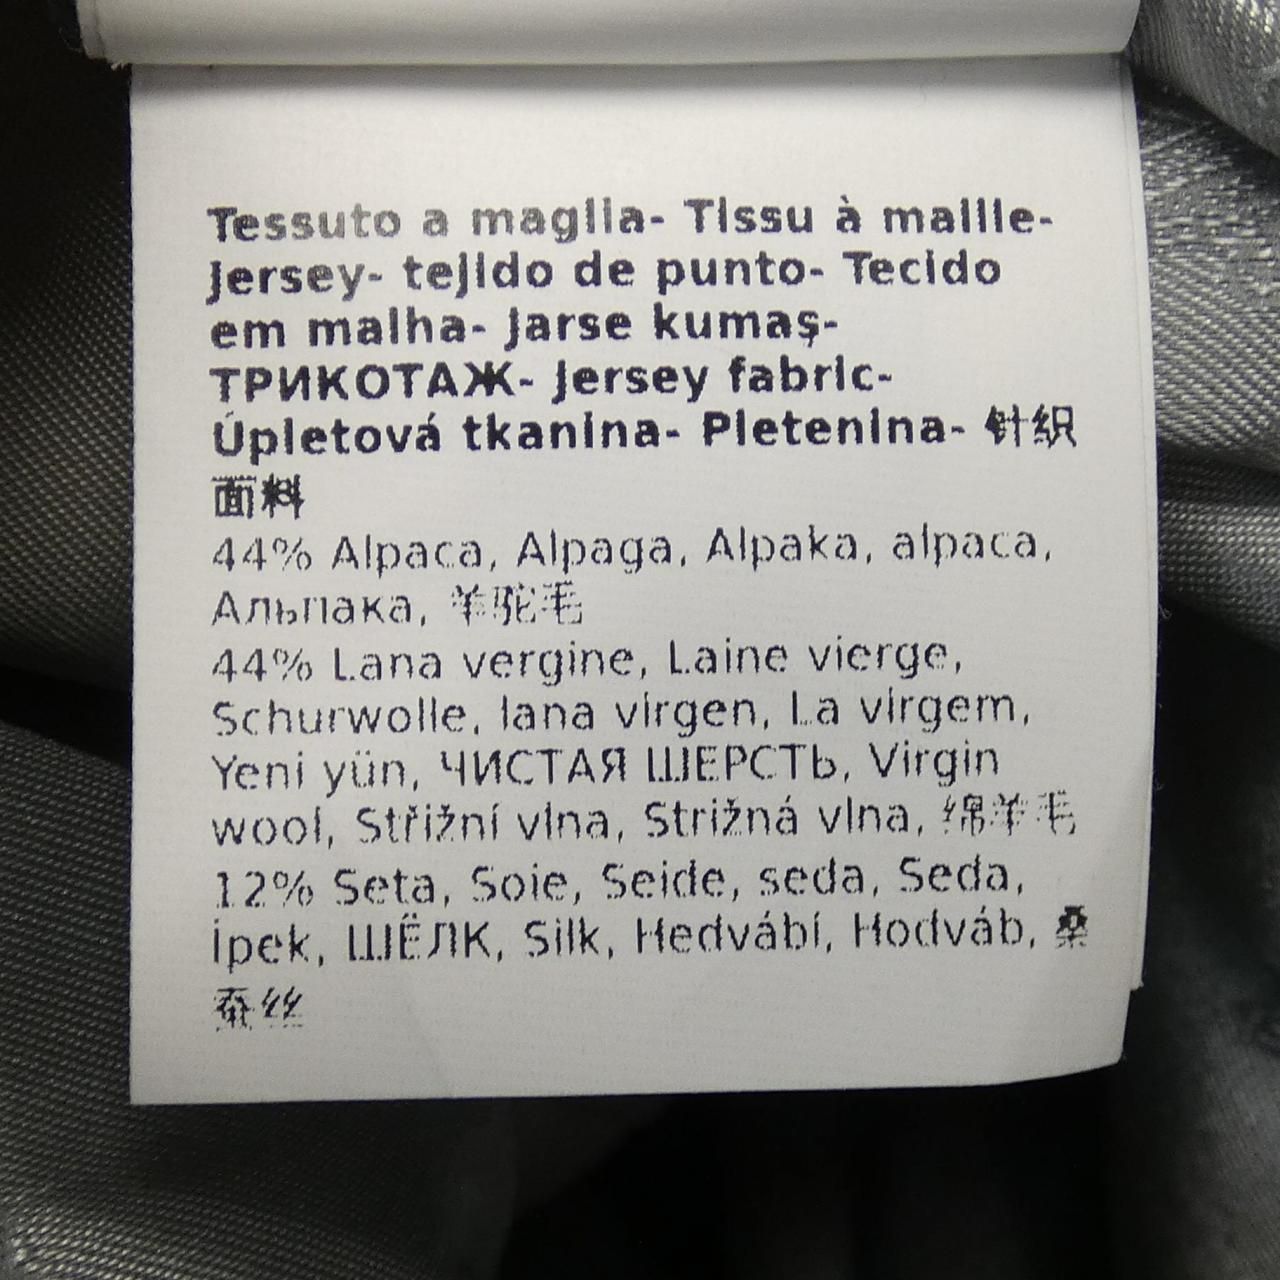 Tessuto a maglia- Tissu à maille-
Jersey- tejido de punto- Tecido
em malha- Jarse kumaş-
ТРИКОТАЖ- Jersey fabric-
Úpletová tkanina- Pletenina- 针织
面料
44% Alpaca, Alpaga, Alpaka, alpaca,
Альпака, 羊驼毛
44% Lana vergine, Laine vierge,
Schurwolle, lana virgen, La virgem,
Yeni yün, ЧИСТАЯ ШЕРСТЬ, Virgin
wool, Střižní vlna, Strižná vlna, 绵羊毛
12% Seta, Soie, Seide, seda, Seda,
İpek, ШЁЛК, Silk, Hedvábí, Hodváb, 桑
蚕丝